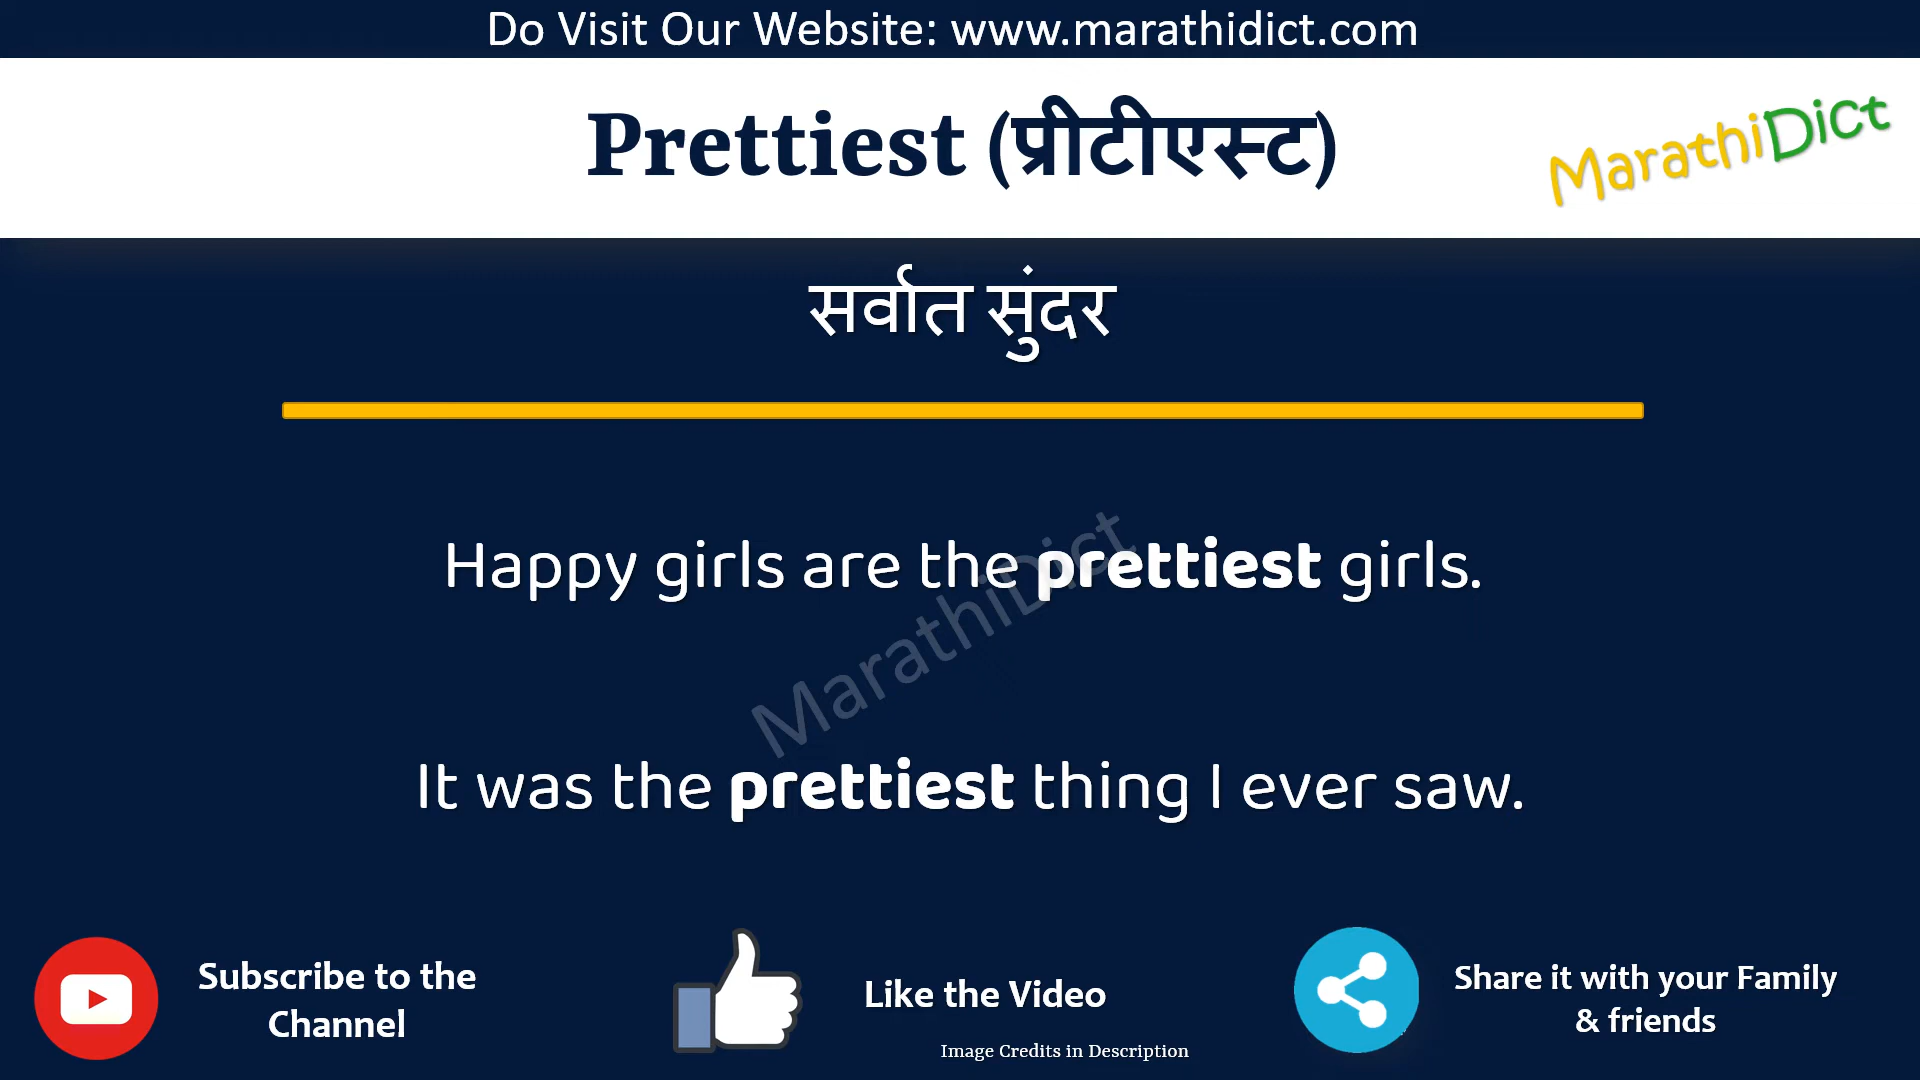 Do Visit Our Website: www.marathidict.com
Prettiest (प्रीटीएस्ट)
MarathiDict
सर्वात सुंदर
Happy girls are the prettiest girls.
MarathiDict
It was the prettiest thing I ever saw.
Subscribe to the
Channel
Like the Video
Share it with your Family
& friends
Image Credits in Description